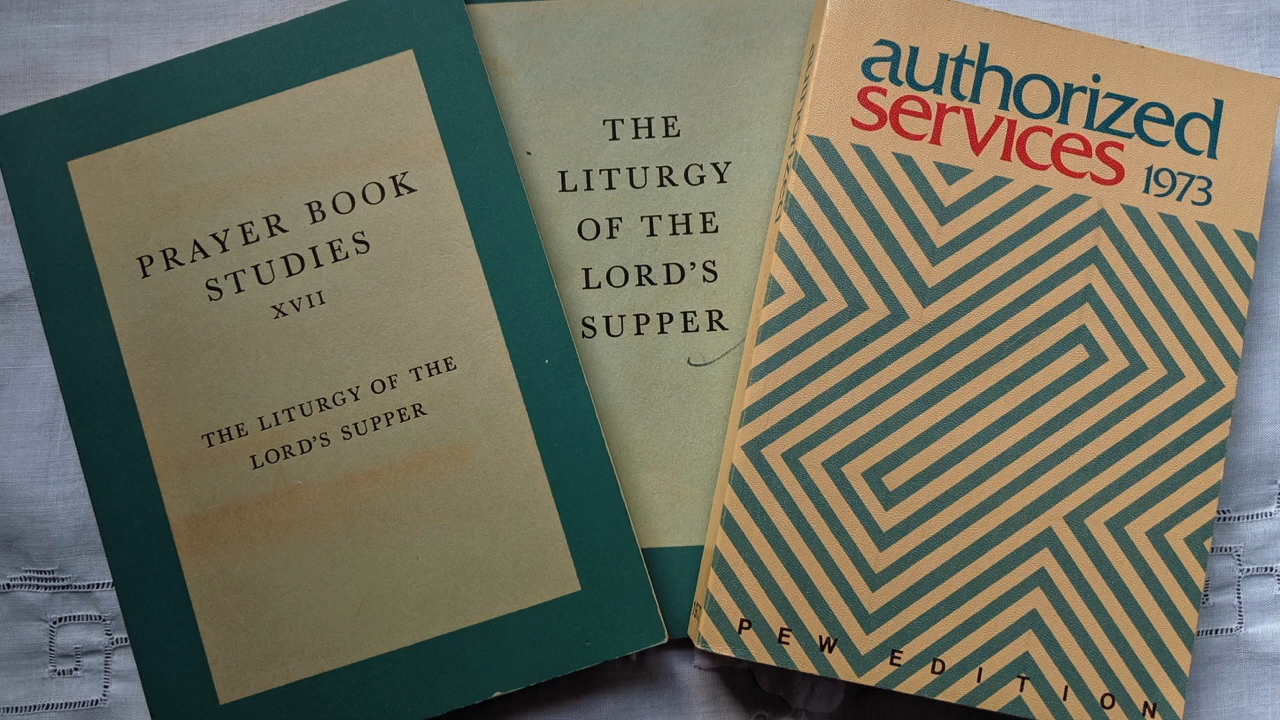 PRAYER BOOK
STUDIES
XVII
THE LITURGY OF THE
LORD'S SUPPER
THE
LITURGY
OF THE
LORD'S
SUPPER
authorized
services 1973
PEW EDITION